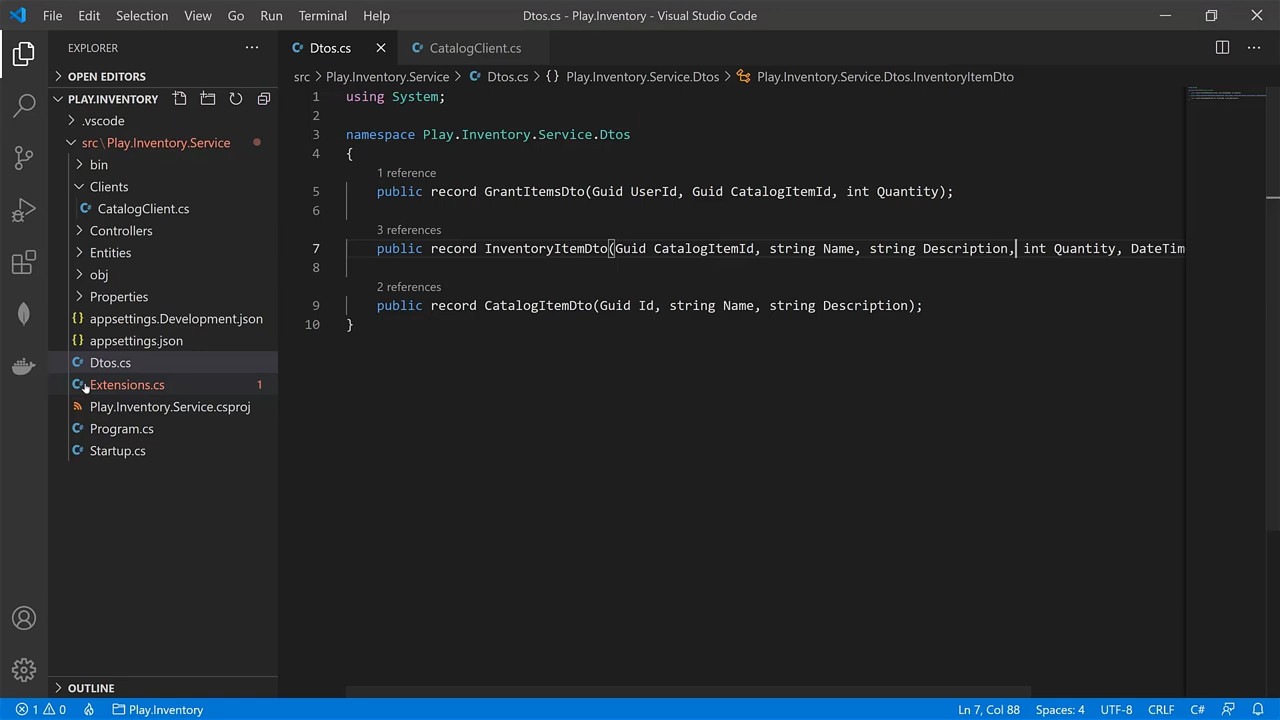 File Edit Selection View Go Run Terminal Help
Dtos.cs - Play.Inventory - Visual Studio Code
EXPLORER
OPEN EDITORS
PLAY.INVENTORY
.vscode
src \ Play.Inventory.Service
bin
Clients
CatalogClient.cs
Controllers
Entities
obj
Properties
appsettings.Development.json
appsettings.json
Dtos.cs
Extensions.cs 1
Play.Inventory.Service.csproj
Program.cs
Startup.cs
OUTLINE
Dtos.cs CatalogClient.cs
src > Play.Inventory.Service > Dtos.cs > {} Play.Inventory.Service.Dtos > Play.Inventory.Service.Dtos.InventoryItemDto
1 using System;
2
3 namespace Play.Inventory.Service.Dtos
4 {
1 reference
5 public record GrantItemsDto(Guid UserId, Guid CatalogItemId, int Quantity);
6
3 references
7 public record InventoryItemDto(Guid CatalogItemId, string Name, string Description, int Quantity, DateTim
8
2 references
9 public record CatalogItemDto(Guid Id, string Name, string Description);
10 }
1 0 Play.Inventory Ln 7, Col 88 Spaces: 4 UTF-8 CRLF C#